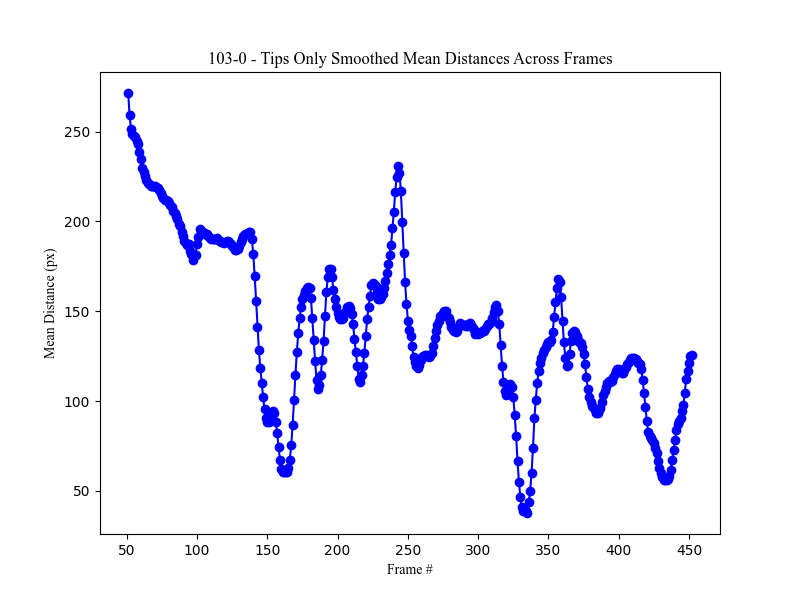 103-0 - Tips Only Smoothed Mean Distances Across Frames
Mean Distance (px)
250
200
150
100
50
50 100 150 200 250 300 350 400 450
Frame #